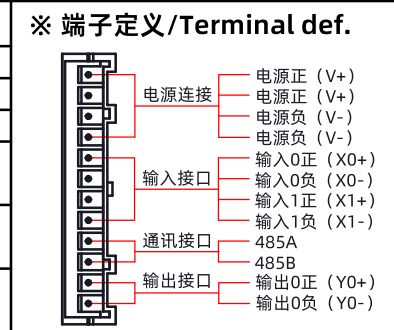 ※ 端子定义/Terminal def.
电源连接
电源正（V+）
电源正（V+）
电源负（V-）
电源负（V-）
输入接口
输入0正（X0+）
输入0负（X0-）
输入1正（X1+）
输入1负（X1-）
通讯接口
485A
485B
输出接口
输出0正（Y0+）
输出0负（Y0-）